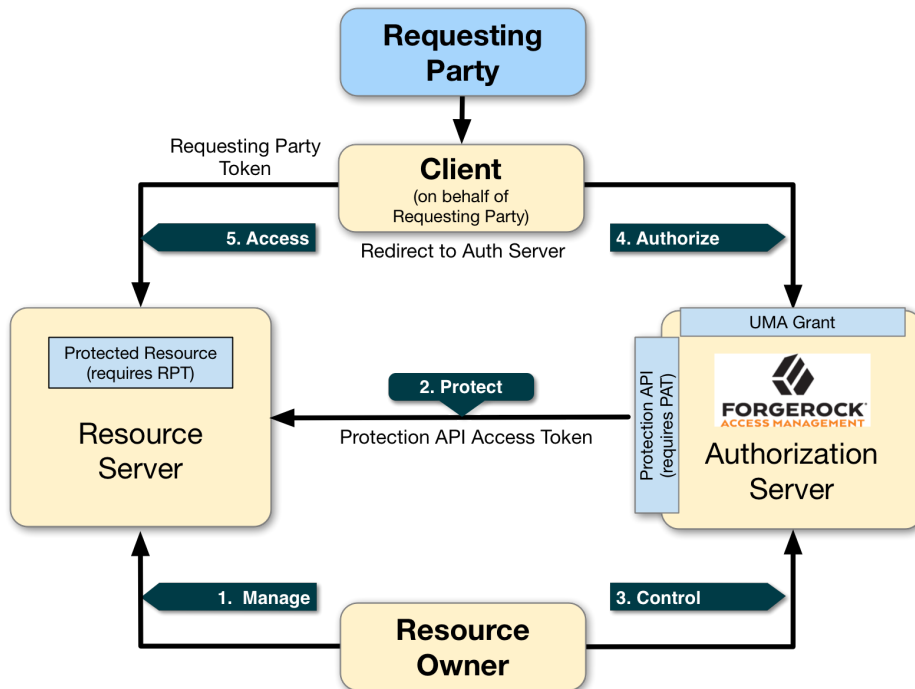 Requesting
Party
Requesting Party
Token
Client
(on behalf of
Requesting Party)
5. Access
4. Authorize
Redirect to Auth Server
UMA Grant
Protected Resource
(requires RPT)
Resource
Server
2. Protect
Protection API Access Token
Protection API
(requires PAT)
FORGEROCK
ACCESS MANAGEMENT
Authorization
Server
1. Manage
3. Control
Resource
Owner